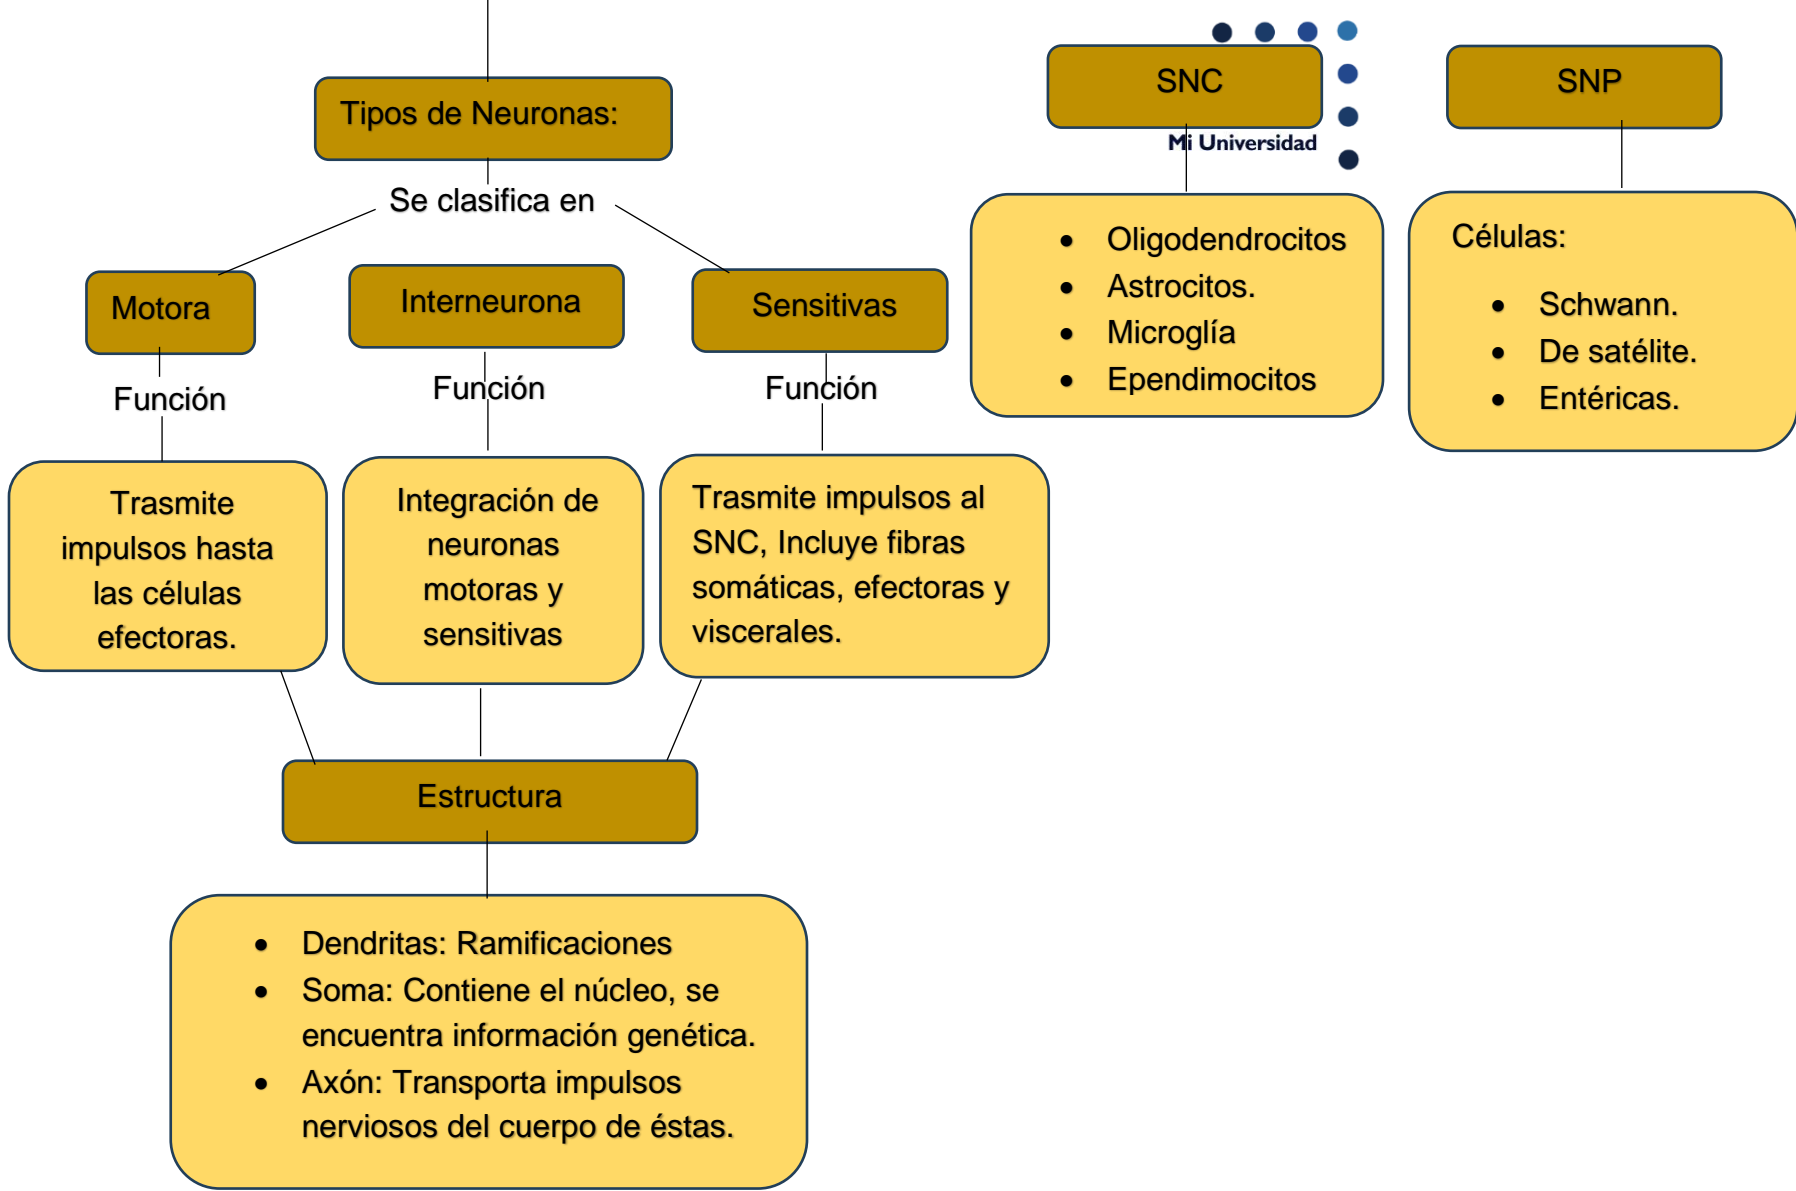 Tipos de Neuronas:
Se clasifica en
Motora
Función
Trasmite
impulsos hasta
las células
efectoras.
Interneurona
Función
Integración de
neuronas
motoras y
sensitivas
Sensitivas
Función
Trasmite impulsos al
SNC, Incluye fibras
somáticas, efectoras y
viscerales.
Estructura
• Dendritas: Ramificaciones
• Soma: Contiene el núcleo, se
encuentra información genética.
• Axón: Transporta impulsos
nerviosos del cuerpo de éstas.
SNC
Mi Universidad
• Oligodendrocitos
• Astrocitos.
• Microglía
• Ependimocitos
SNP
Células:
• Schwann.
• De satélite.
• Entéricas.